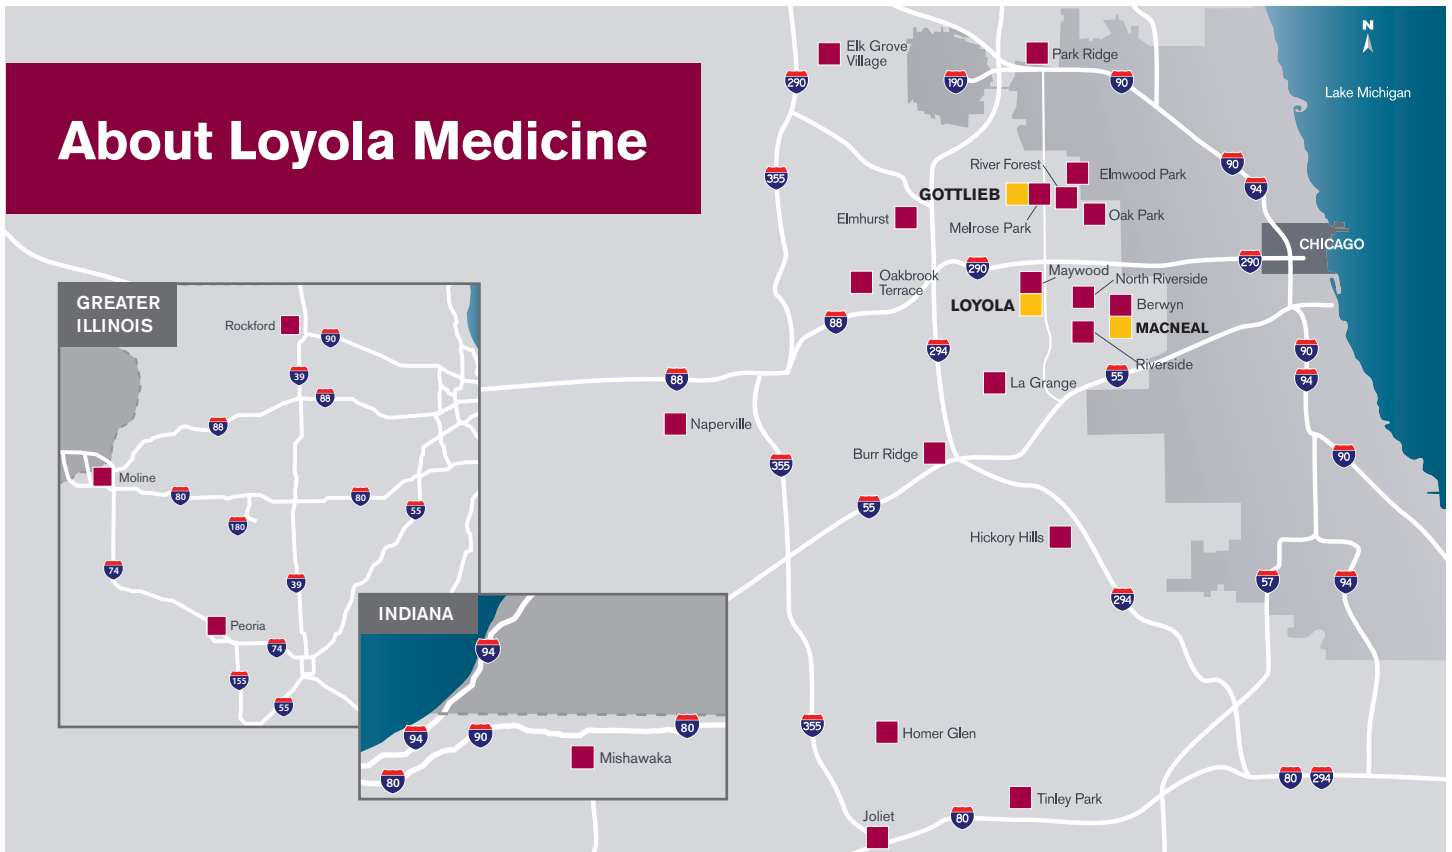 About Loyola Medicine
N
Lake Michigan
Elk Grove
Village
Park Ridge
290
190
90
River Forest
Elmwood Park
90
355
94
GOTTLIEB
Elmhurst
Melrose Park
Oak Park
CHICAGO
290
290
Oakbrook
Terrace
Maywood
North Riverside
LOYOLA
Berwyn
88
MACNEAL
294
Riverside
90
88
La Grange
55
94
Naperville
Burr Ridge
355
90
55
Hickory Hills
57
94
294
355
Homer Glen
80
294
Tinley Park
Joliet
80
GREATER
ILLINOIS
Rockford
90
39
88
88
Moline
80
80
55
180
74
39
Peoria
74
155
55
INDIANA
94
94
90
80
Mishawaka
80